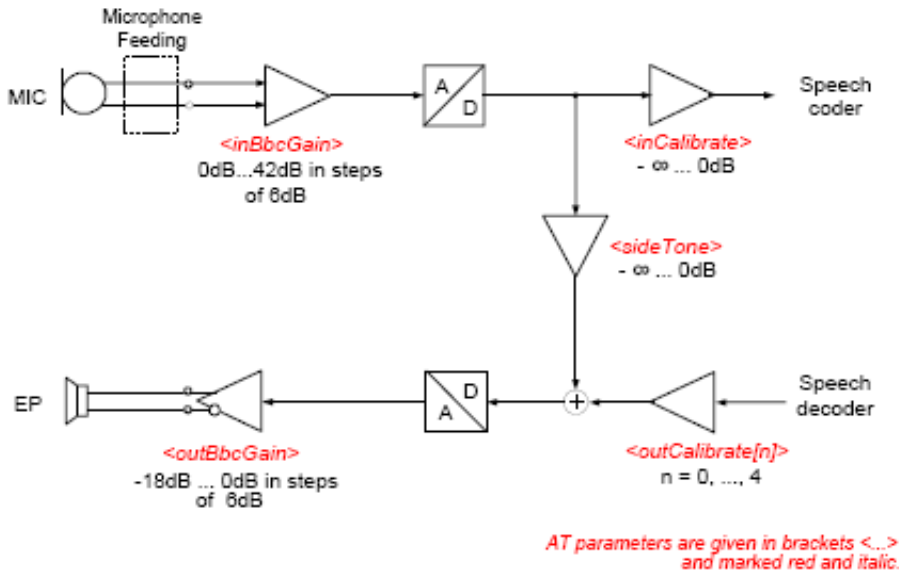 Microphone
Feeding
MIC
A
D
Speech
coder
<inBbcGain>
0dB...42dB in steps
of 6dB
<inCalibrate>
- ∞ ... 0dB
<sideTone>
- ∞ ... 0dB
EP
D
A
+
Speech
decoder
<outBbcGain>
-18dB ... 0dB in steps
of 6dB
<outCalibrate[n]>
n = 0, ..., 4
AT parameters are given in brackets <...>
and marked red and italic.